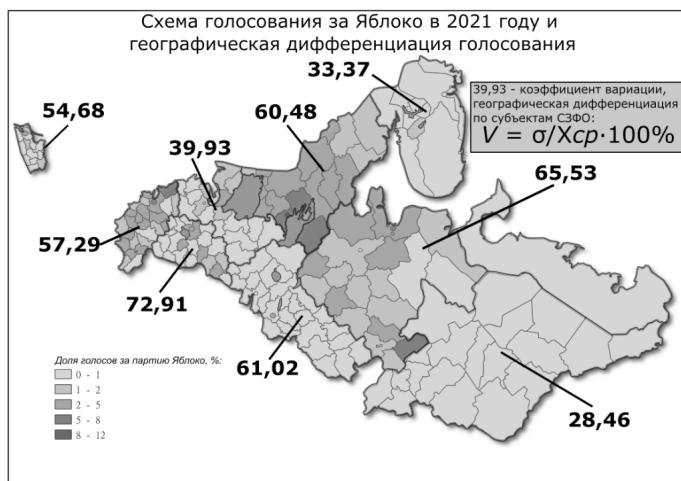 Схема голосования за Яблоко в 2021 году и
географическая дифференциация голосования
33,37
39,93 - коэффициент вариации,
географическая дифференциация
по субъектам СЗФО:
V = σ/Xср·100%
54,68
60,48
39,93
65,53
57,29
72,91
61,02
28,46
Доля голосов за партию Яблоко, %:
0 - 1
1 - 2
2 - 5
5 - 8
8 - 12